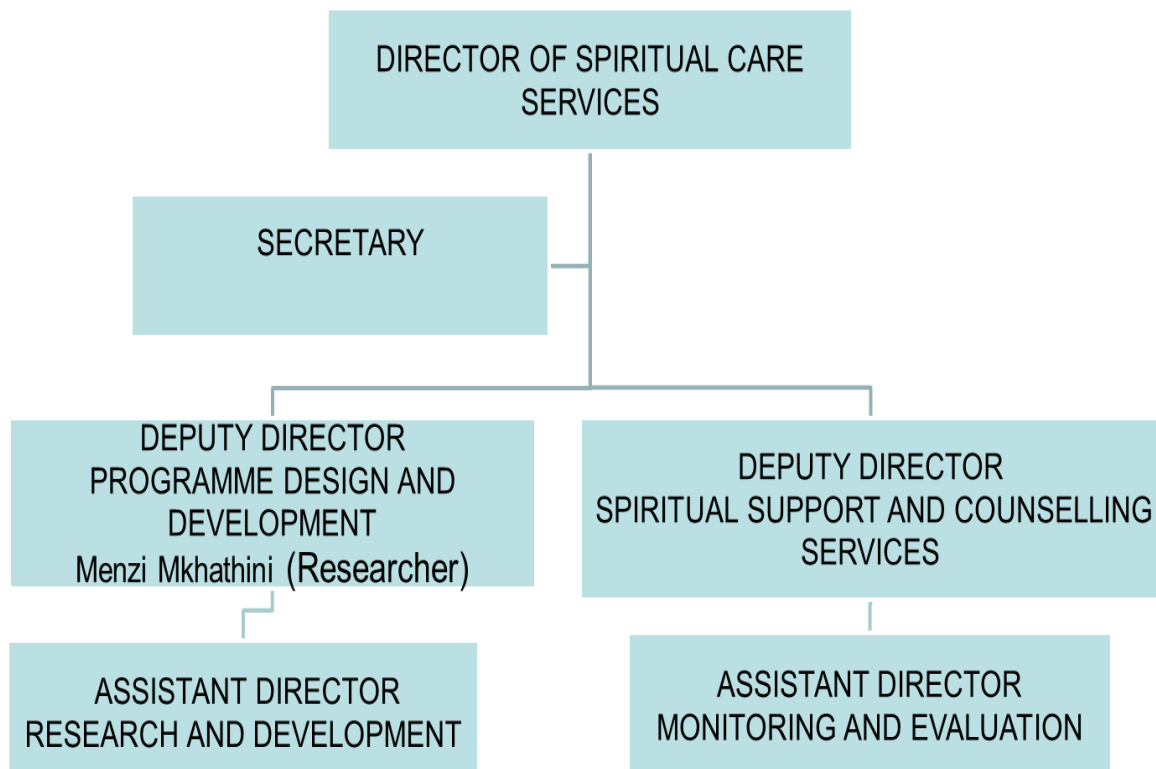 DIRECTOR OF SPIRITUAL CARE
SERVICES
SECRETARY
DEPUTY DIRECTOR
PROGRAMME DESIGN AND
DEVELOPMENT
Menzi Mkhathini (Researcher)
DEPUTY DIRECTOR
SPIRITUAL SUPPORT AND COUNSELLING
SERVICES
ASSISTANT DIRECTOR
RESEARCH AND DEVELOPMENT
ASSISTANT DIRECTOR
MONITORING AND EVALUATION